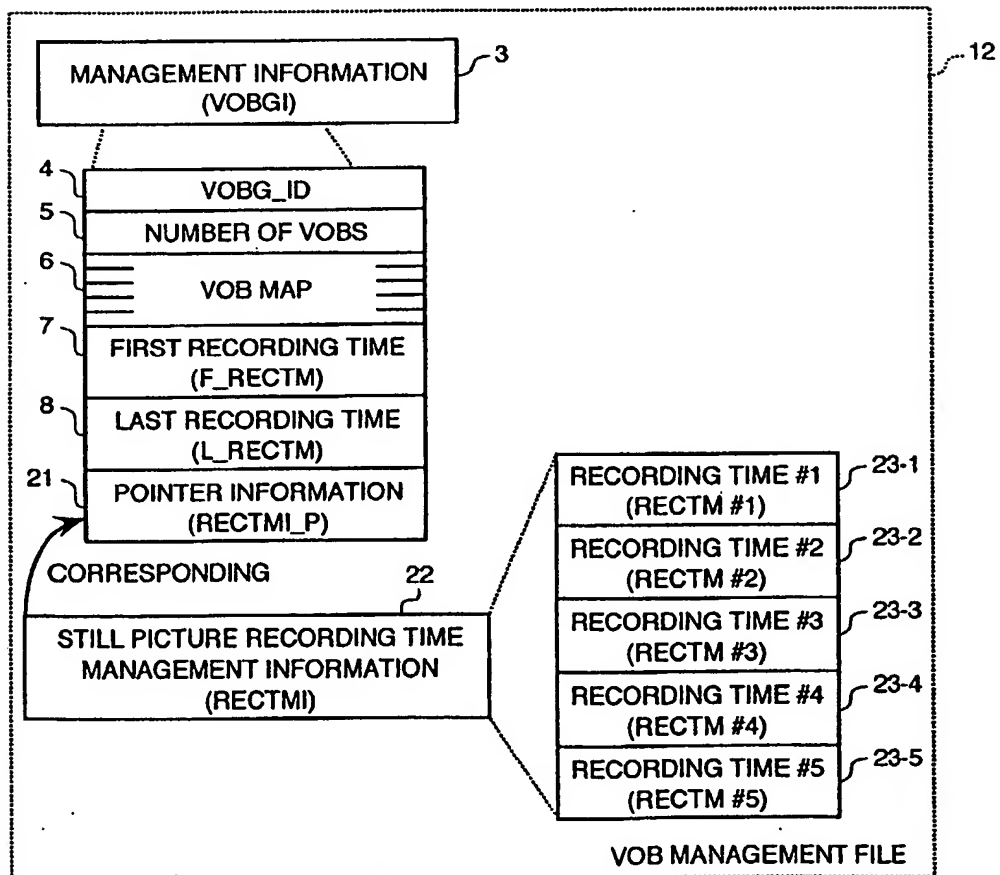 MANAGEMENT INFORMATION
(VOBGI)
3
12
4
VOBG_ID
5
NUMBER OF VOBS
6
VOB MAP
7
FIRST RECORDING TIME
(F_RECTM)
8
LAST RECORDING TIME
(L_RECTM)
21
POINTER INFORMATION
(RECTMI_P)
CORRESPONDING
22
STILL PICTURE RECORDING TIME
MANAGEMENT INFORMATION
(RECTMI)
RECORDING TIME #1
(RECTM #1)
23-1
RECORDING TIME #2
(RECTM #2)
23-2
RECORDING TIME #3
(RECTM #3)
23-3
RECORDING TIME #4
(RECTM #4)
23-4
RECORDING TIME #5
(RECTM #5)
23-5
VOB MANAGEMENT FILE